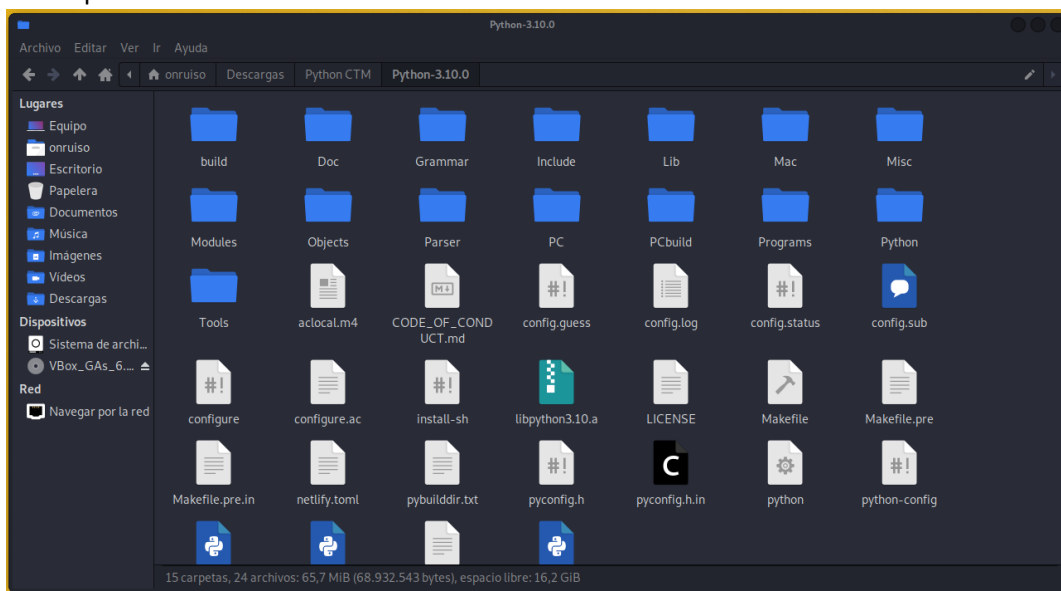 Python-3.10.0
Archivo Editar Ver Ir Ayuda
onruiso Descargas Python CTM Python-3.10.0
Lugares
Equipo
onruiso
Escritorio
Papelera
Documentos
Música
Imágenes
Vídeos
Descargas
Dispositivos
Sistema de archi...
VBox_GAs_6....
Red
Navegar por la red
build Doc Grammar Include Lib Mac Misc
Modules Objects Parser PC PCbuild Programs Python
Tools aclocal.m4 CODE_OF_COND config.guess config.log config.status config.sub
UCT.md
configure configure.ac install-sh libpython3.10.a LICENSE Makefile Makefile.pre
Makefile.pre.in netlify.toml pybuilddir.txt pyconfig.h pyconfig.h.in python python-config
15 carpetas, 24 archivos: 65,7 MiB (68.932.543 bytes), espacio libre: 16,2 GiB